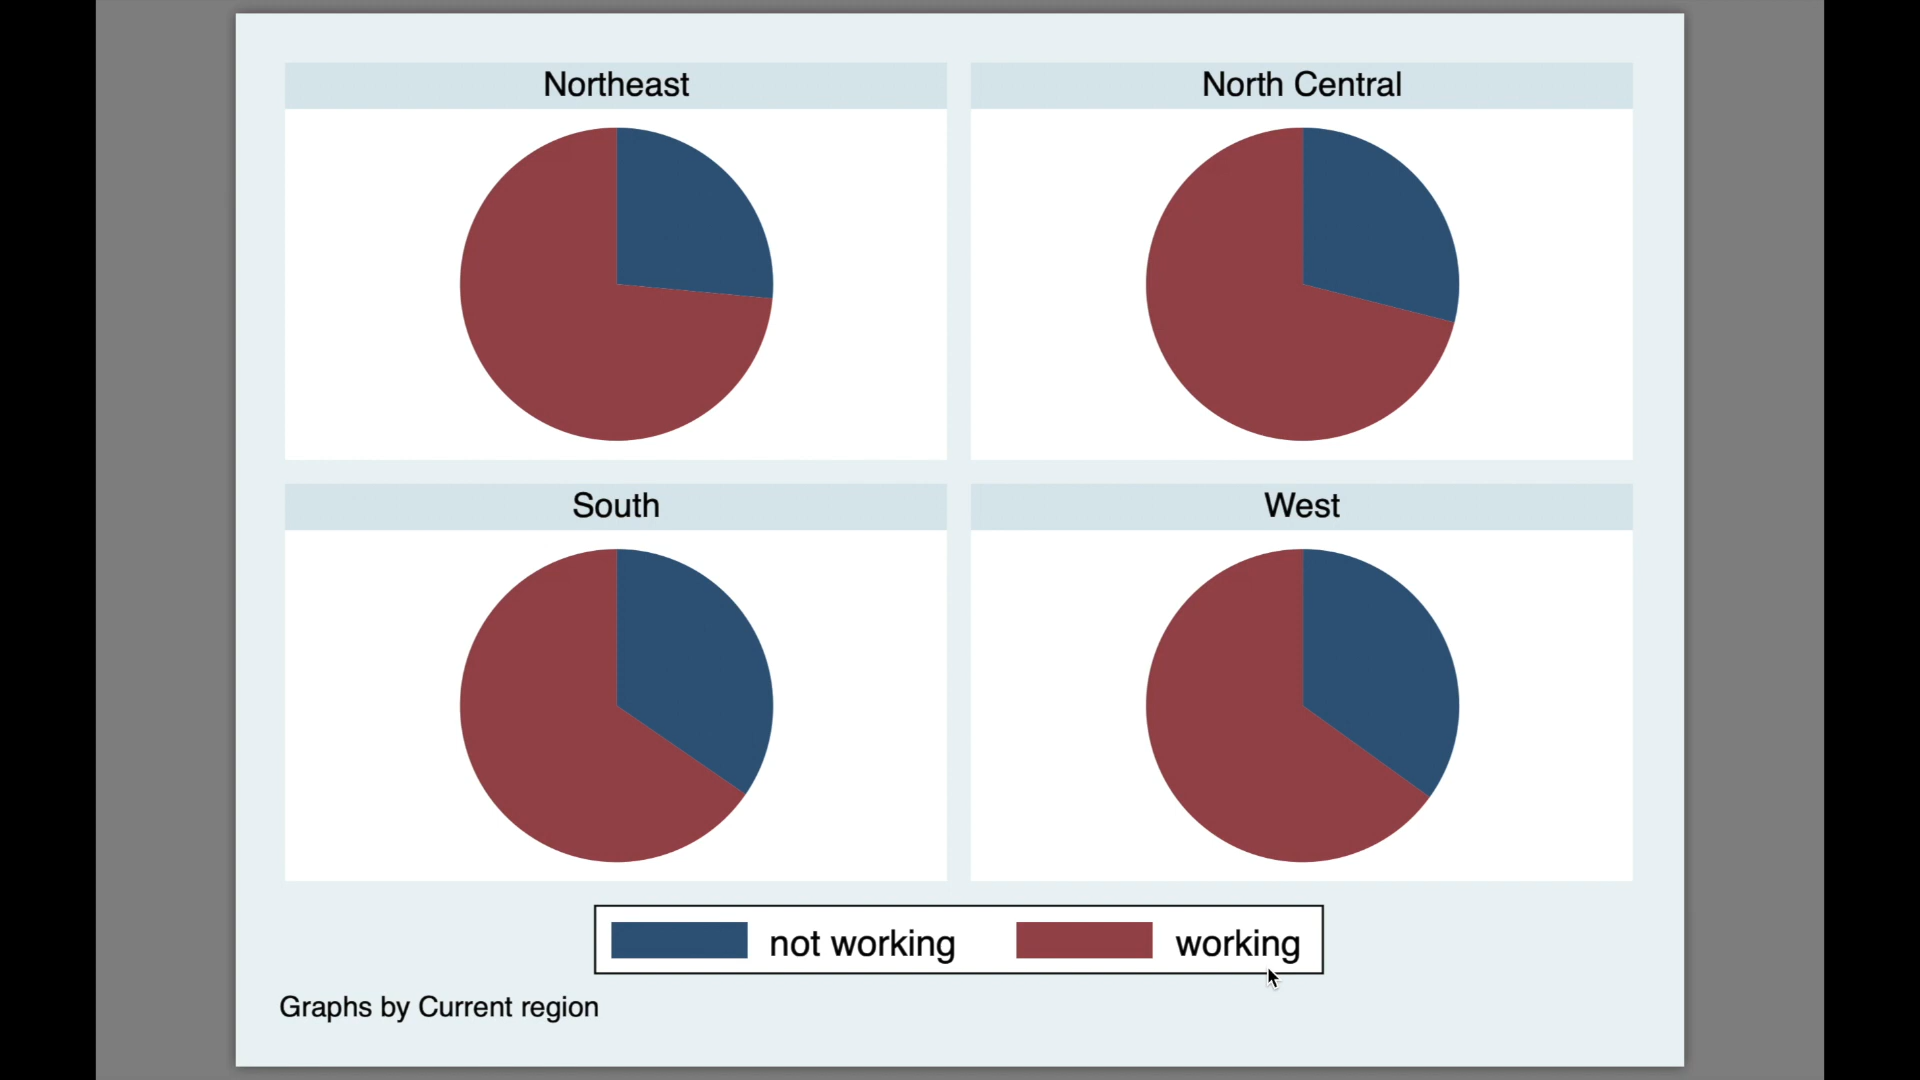 Northeast
North Central
South
West
not working
working
Graphs by Current region